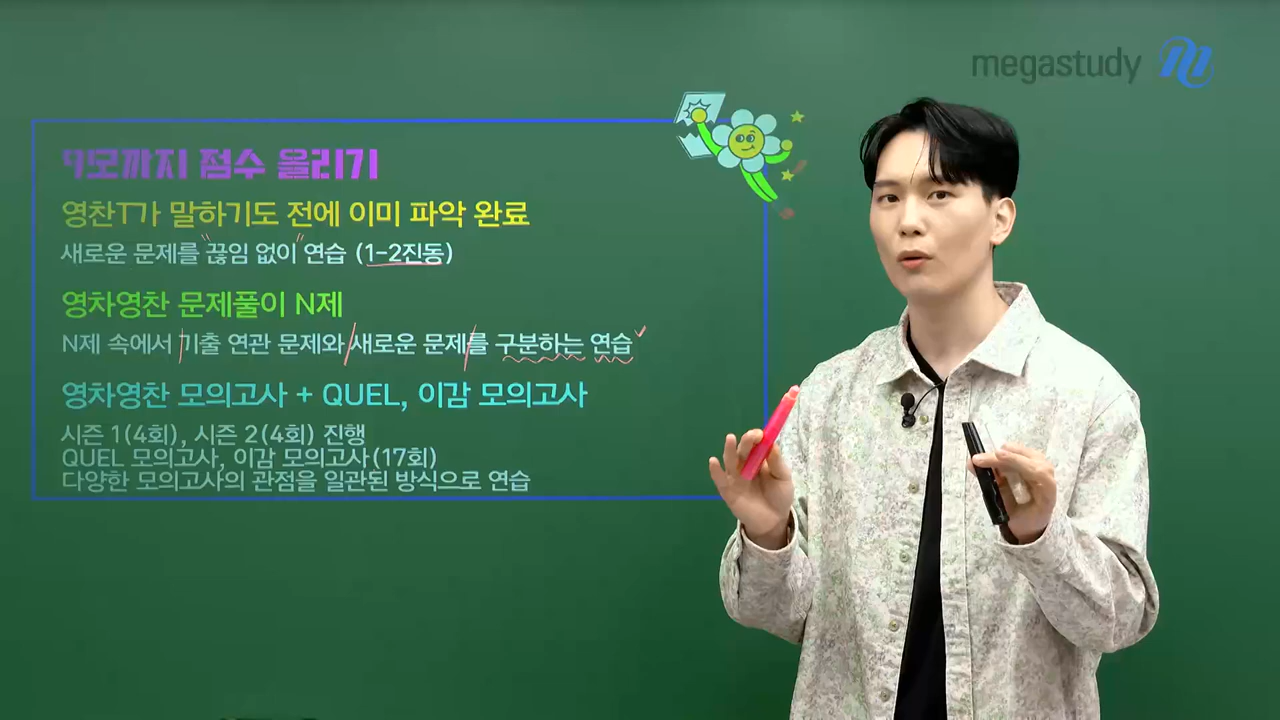 megastudy
9모까지 점수 올리기
영찬T가 말하기도 전에 이미 파악 완료
새로운 문제를 "끊임 없이" 연습 (1-2진동)
영차영찬 문제풀이 N제
N제 속에서 기출 연관 문제와 새로운 문제를 구분하는 연습
영차영찬 모의고사 + QUEL, 이감 모의고사
시즌 1(4회), 시즌 2(4회) 진행
QUEL 모의고사, 이감 모의고사(17회)
다양한 모의고사의 관점을 일관된 방식으로 연습